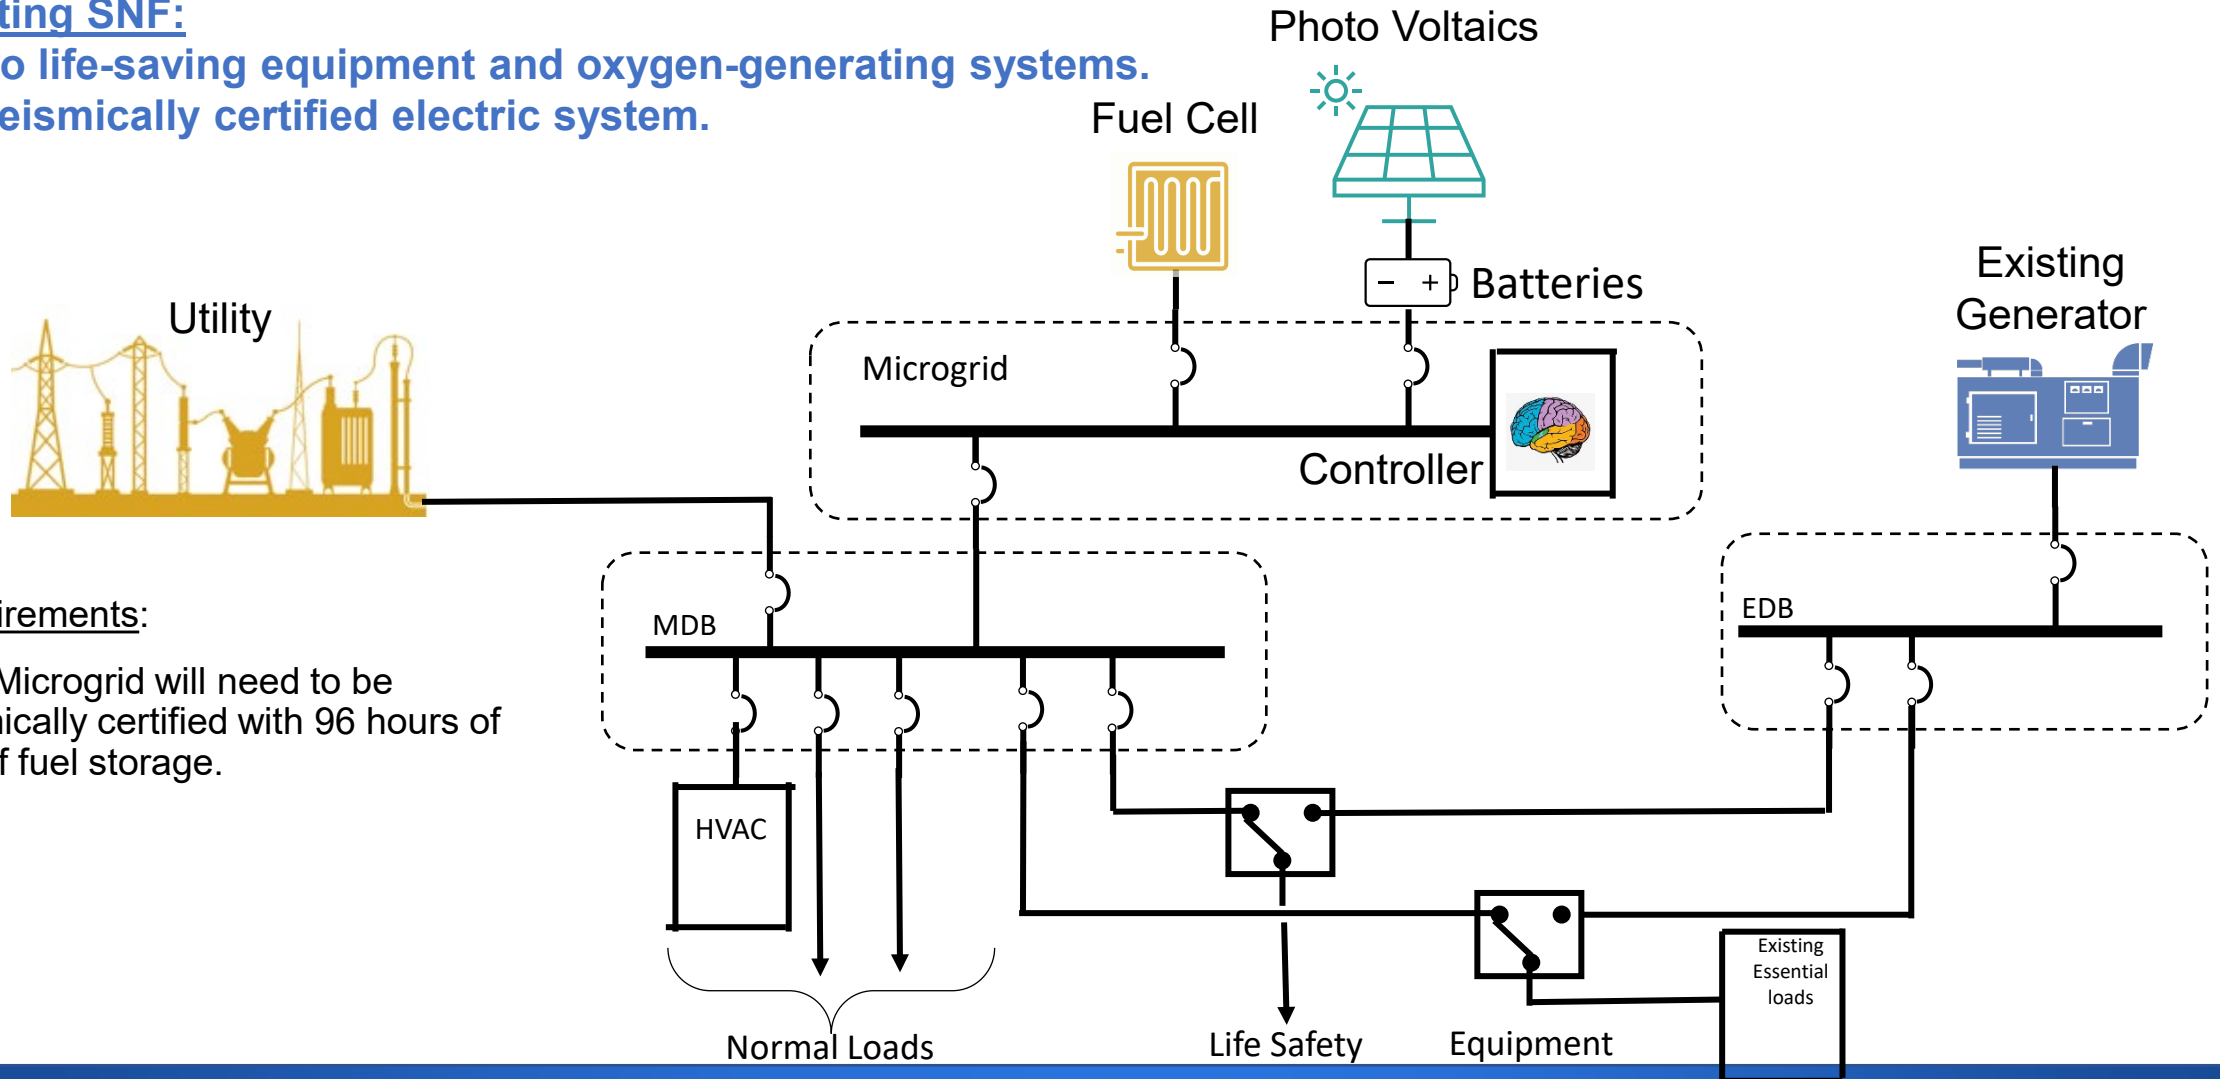 ting SNF:
o life-saving equipment and oxygen-generating systems.
eismically certified electric system.
Photo Voltaics
Fuel Cell
Batteries
Existing
Generator
Utility
Microgrid
Controller
irements:
Microgrid will need to be
nically certified with 96 hours of
f fuel storage.
MDB
EDB
HVAC
Existing
Essential
loads
Normal Loads
Life Safety
Equipment